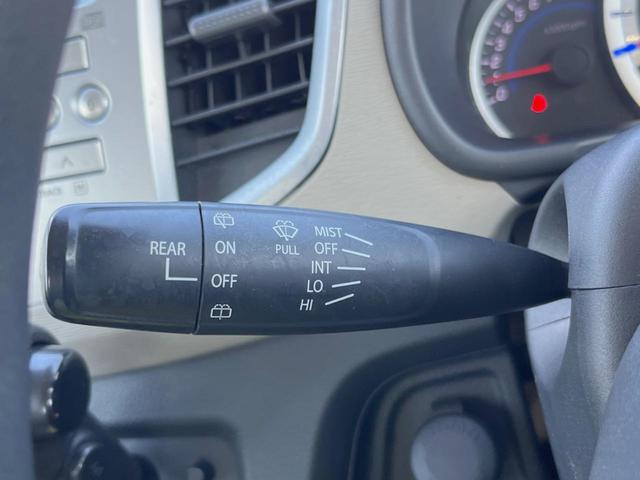 REAR
ON
OFF
PULL
MIST
OFF
INT
LO
HI